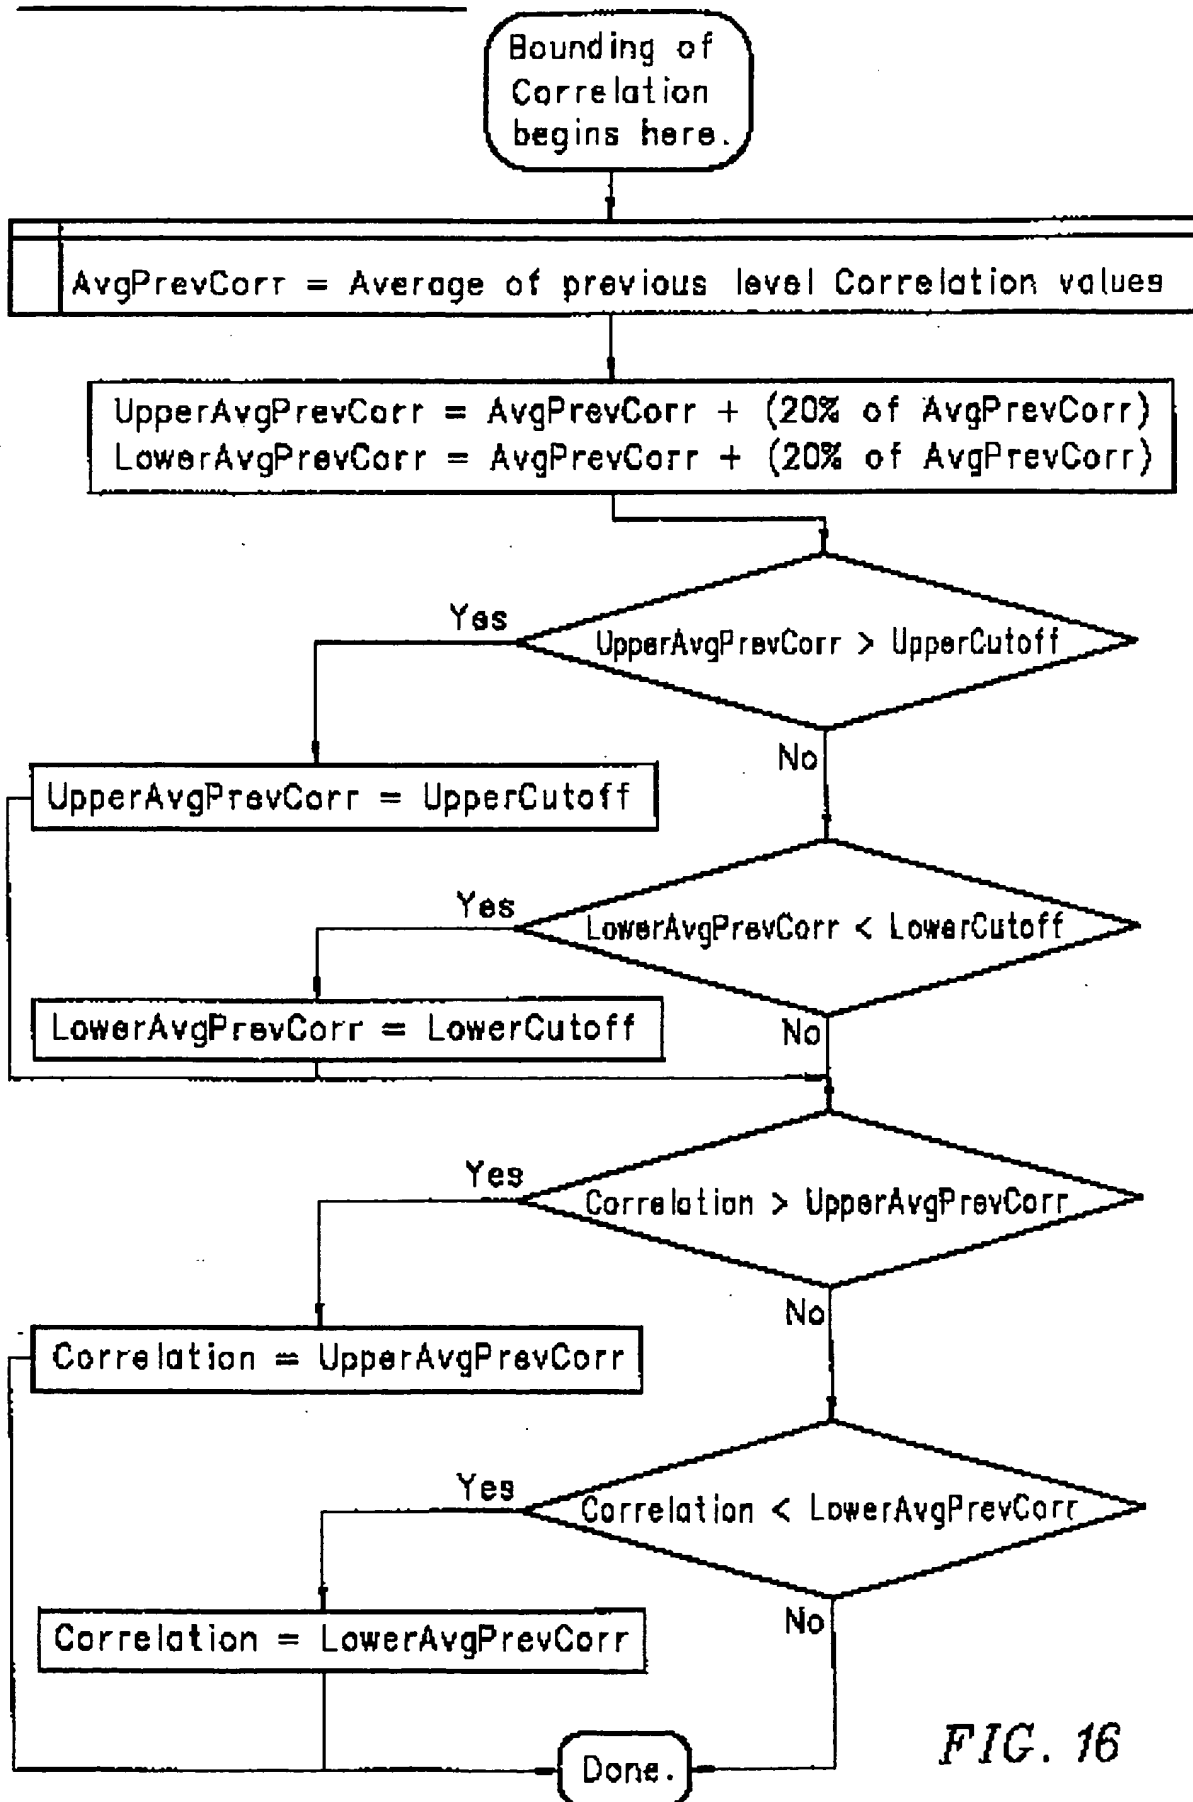 Bounding of
Correlation
begins here.
AvgPrevCorr = Average of previous level Correlation values
UpperAvgPrevCorr = AvgPrevCorr + (20% of AvgPrevCorr)
LowerAvgPrevCorr = AvgPrevCorr + (20% of AvgPrevCorr)
Yes
UpperAvgPrevCorr > UpperCutoff
No
UpperAvgPrevCorr = UpperCutoff
Yes
LowerAvgPrevCorr < LowerCutoff
No
LowerAvgPrevCorr = LowerCutoff
Yes
Correlation > UpperAvgPrevCorr
No
Correlation = UpperAvgPrevCorr
Yes
Correlation < LowerAvgPrevCorr
No
Correlation = LowerAvgPrevCorr
Done.
FIG. 16